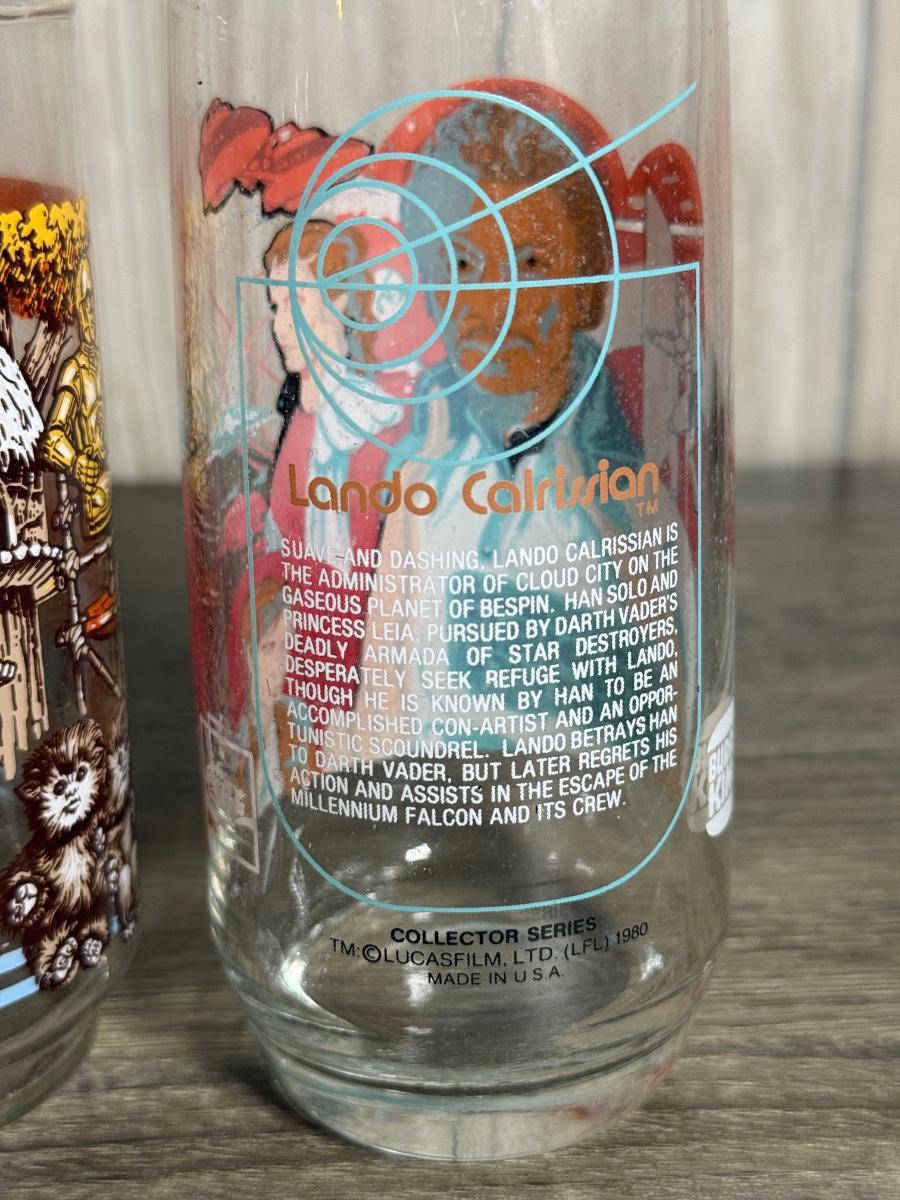 Lando Calrissian
TM
SUAVE AND DASHING, LANDO CALRISSIAN IS
THE ADMINISTRATOR OF CLOUD CITY ON THE
GASEOUS PLANET OF BESPIN. HAN SOLO AND
PRINCESS LEIA, PURSUED BY DARTH VADER'S
DEADLY ARMADA OF STAR DESTROYERS,
DESPERATELY SEEK REFUGE WITH LANDO,
THOUGH HE IS KNOWN BY HAN TO BE AN
ACCOMPLISHED CON-ARTIST AND AN OPPOR-
TUNISTIC SCOUNDREL. LANDO BETRAYS HAN
TO DARTH VADER, BUT LATER REGRETS HIS
ACTION AND ASSISTS IN THE ESCAPE OF THE
MILLENNIUM FALCON AND ITS CREW.
COLLECTOR SERIES
TM:©LUCASFILM, LTD. (LFL) 1980
MADE IN U.S.A.